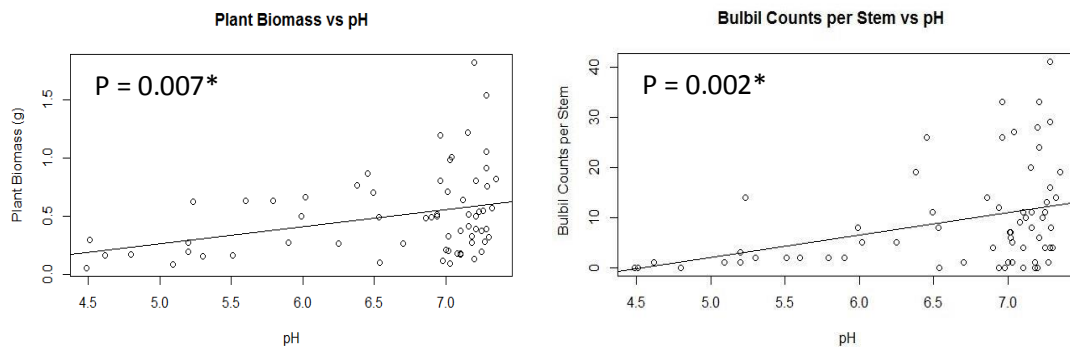 Plant Biomass vs pH
P = 0.007*
Plant Biomass (g)
0.0 0.5 1.0 1.5
4.5 5.0 5.5 6.0 6.5 7.0
pH
Bulbil Counts per Stem vs pH
P = 0.002*
Bulbil Counts per Stem
0 10 20 30 40
4.5 5.0 5.5 6.0 6.5 7.0
pH